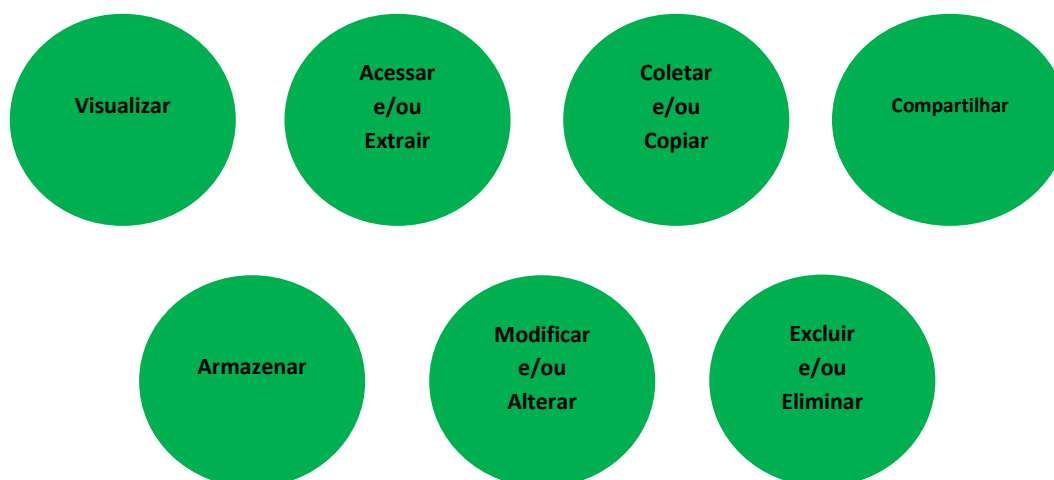 Visualizar
Acessar
e/ou
Extrair
Coletar
e/ou
Copiar
Compartilhar
Armazenar
Modificar
e/ou
Alterar
Excluir
e/ou
Eliminar